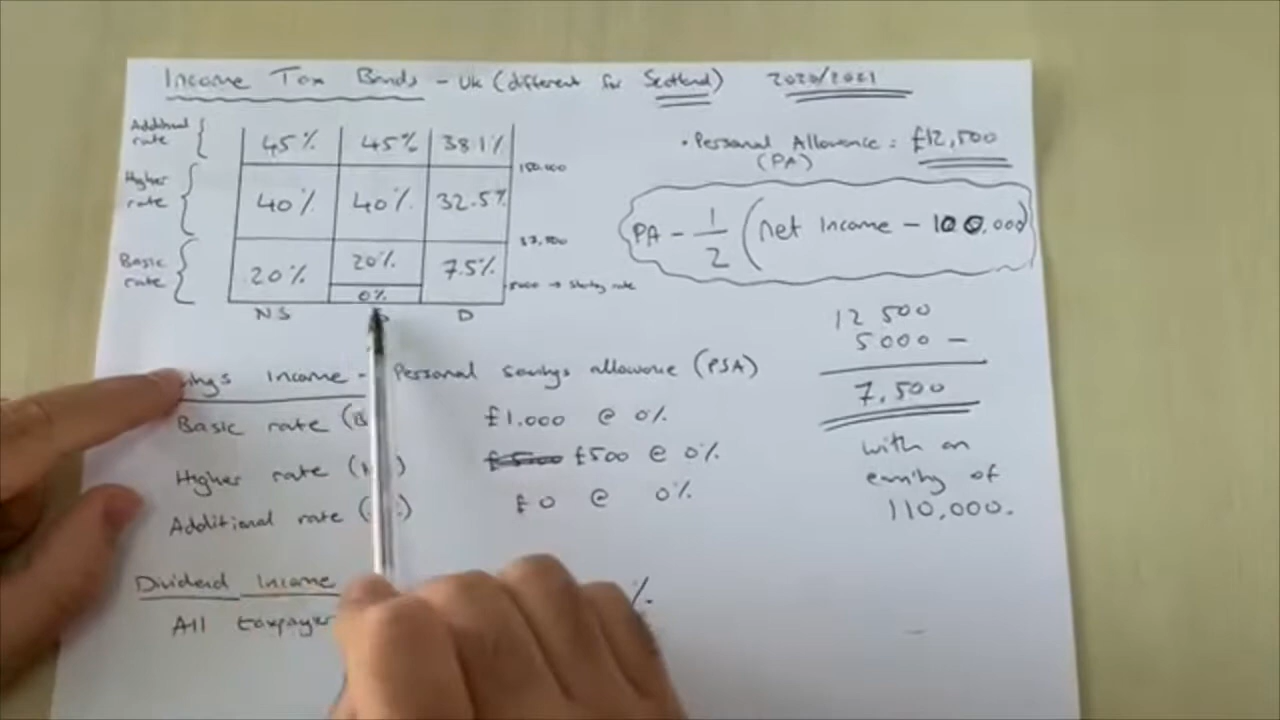 Income Tax Bands - UK (different for Scotland) 2020/2021
Additional rate
45% 45% 38.1%
150.000
Higher rate
40% 40% 32.5%
37,500
Basic rate
20% 20% 7.5%
0%
5000 → Starting rate
NS D
• Personal Allowance : £12,500
(PA)
PA - 1/2 (net Income - 100.000)
12 500
5000 -
7,500
with an
earning of
110,000.
Income - Personal savings allowance (PSA)
Basic rate (B £1.000 @ 0%
Higher rate ( ) £500 @ 0%
Additional rate ( ) £0 @ 0%
Dividend Income
All taxpayer %